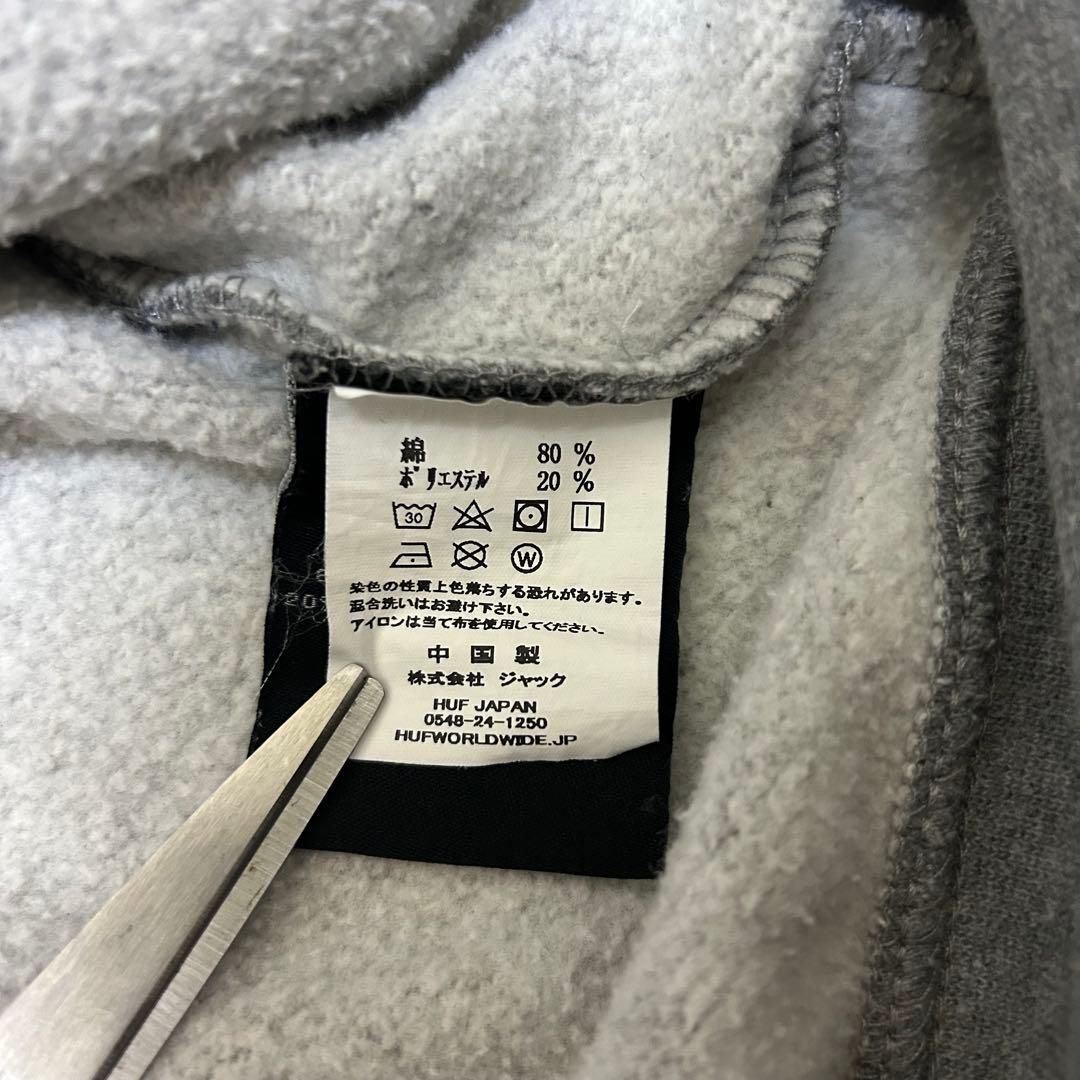 綿 80 %
ポリエステル 20 %
30
W
染色の性質上色落ちする恐れがあります。
混合洗いはお避け下さい。
アイロンは当て布を使用してください。
中国製
株式会社 ジャック
HUF JAPAN
0548-24-1250
HUFWORLDWIDE.JP